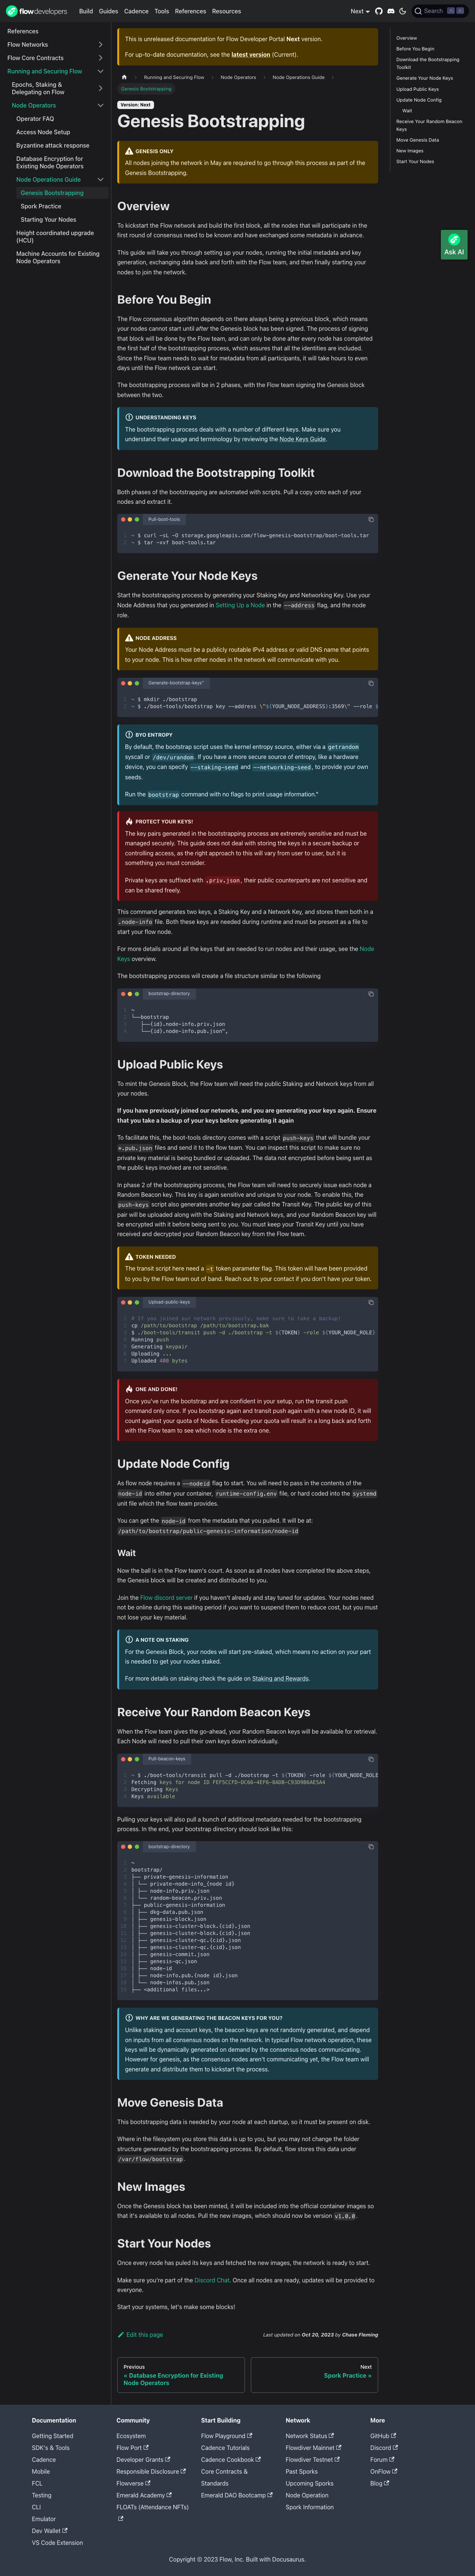 flow developers
Build
Guides
Cadence
Tools
References
Resources
Next
Search
References
Flow Networks
Flow Core Contracts
Running and Securing Flow
Epochs, Staking &
Delegating on Flow
Node Operators
Operator FAQ
Access Node Setup
Byzantine attack response
Database Encryption for
Existing Node Operators
Node Operations Guide
Genesis Bootstrapping
Spork Practice
Starting Your Nodes
Height coordinated upgrade
(HCU)
Machine Accounts for Existing
Node Operators
This is unreleased documentation for Flow Developer Portal Next version.
For up-to-date documentation, see the latest version (Current).
Running and Securing Flow
Node Operators
Node Operations Guide
Genesis Bootstrapping
Version: Next
Genesis Bootstrapping
GENESIS ONLY
All nodes joining the network in May are required to go through this process as part of the
Genesis Bootstrapping.
Overview
To kickstart the Flow network and build the first block, all the nodes that will participate in the
first round of consensus need to be known and have exchanged some metadata in advance.
This guide will take you through setting up your nodes, running the initial metadata and key
generation, exchanging data back and forth with the Flow team, and then finally starting your
nodes to join the network.
Before You Begin
The Flow consensus algorithm depends on there always being a previous block, which means
your nodes cannot start until after the Genesis block has been signed. The process of signing
that block will be done by the Flow team, and can only be done after every node has completed
the first half of the bootstrapping process, which assures that all the identities are included.
Since the Flow team needs to wait for metadata from all participants, it will take hours to even
days until the Flow network can start.
The bootstrapping process will be in 2 phases, with the Flow team signing the Genesis block
between the two.
UNDERSTANDING KEYS
The bootstrapping process deals with a number of different keys. Make sure you
understand their usage and terminology by reviewing the Node Keys Guide.
Download the Bootstrapping Toolkit
Both phases of the bootstrapping are automated with scripts. Pull a copy onto each of your
nodes and extract it.
Pull-boot-tools
1 ~ $ curl -sL -O storage.googleapis.com/flow-genesis-bootstrap/boot-tools.tar
2 ~ $ tar -xvf boot-tools.tar
Generate Your Node Keys
Start the bootstrapping process by generating your Staking Key and Networking Key. Use your
Node Address that you generated in Setting Up a Node in the --address flag, and the node
role.
NODE ADDRESS
Your Node Address must be a publicly routable IPv4 address or valid DNS name that points
to your node. This is how other nodes in the network will communicate with you.
Generate-bootstrap-keys"
1 ~ $ mkdir ./bootstrap
2 ~ $ ./boot-tools/bootstrap key --address \"$(YOUR_NODE_ADDRESS):3569\" --role $
BYO ENTROPY
By default, the bootstrap script uses the kernel entropy source, either via a getrandom
syscall or /dev/urandom. If you have a more secure source of entropy, like a hardware
device, you can specify --staking-seed and --networking-seed, to provide your own
seeds.
Run the bootstrap command with no flags to print usage information."
PROTECT YOUR KEYS!
The key pairs generated in the bootstrapping process are extremely sensitive and must be
managed securely. This guide does not deal with storing the keys in a secure backup or
controlling access, as the right approach to this will vary from user to user, but it is
something you must consider.
Private keys are suffixed with .priv.json, their public counterparts are not sensitive and
can be shared freely.
This command generates two keys, a Staking Key and a Network Key, and stores them both in a
.node-info file. Both these keys are needed during runtime and must be present as a file to
start your flow node.
For more details around all the keys that are needed to run nodes and their usage, see the Node
Keys overview.
The bootstrapping process will create a file structure similar to the following
bootstrap-directory
1 ~
2 └──bootstrap
3 ├──{id}.node-info.priv.json
4 └──{id}.node-info.pub.json",
Upload Public Keys
To mint the Genesis Block, the Flow team will need the public Staking and Network keys from all
your nodes.
If you have previously joined our networks, and you are generating your keys again. Ensure
that you take a backup of your keys before generating it again
To facilitate this, the boot-tools directory comes with a script push-keys that will bundle your
*.pub.json files and send it to the flow team. You can inspect this script to make sure no
private key material is being bundled or uploaded. The data not encrypted before being sent as
the public keys involved are not sensitive.
In phase 2 of the bootstrapping process, the Flow team will need to securely issue each node a
Random Beacon key. This key is again sensitive and unique to your node. To enable this, the
push-keys script also generates another key pair called the Transit Key. The public key of this
pair will be uploaded along with the Staking and Network keys, and your Random Beacon key will
be encrypted with it before being sent to you. You must keep your Transit Key until you have
received and decrypted your Random Beacon key from the Flow team.
TOKEN NEEDED
The transit script here need a -t token parameter flag. This token will have been provided
to you by the Flow team out of band. Reach out to your contact if you don't have your token.
Upload-public-keys
1 # If you joined our network previously, make sure to take a backup!
2 cp /path/to/bootstrap /path/to/bootstrap.bak
3 $ ./boot-tools/transit push -d ./bootstrap -t $(TOKEN) -role $(YOUR_NODE_ROLE)
4 Running push
5 Generating keypair
6 Uploading ...
7 Uploaded 400 bytes
ONE AND DONE!
Once you've run the bootstrap and are confident in your setup, run the transit push
command only once. If you bootstrap again and transit push again with a new node ID, it will
count against your quota of Nodes. Exceeding your quota will result in a long back and forth
with the Flow team to see which node is the extra one.
Update Node Config
As flow node requires a --nodeid flag to start. You will need to pass in the contents of the
node-id into either your container, runtime-config.env file, or hard coded into the systemd
unit file which the flow team provides.
You can get the node-id from the metadata that you pulled. It will be at:
/path/to/bootstrap/public-genesis-information/node-id
Wait
Now the ball is in the Flow team's court. As soon as all nodes have completed the above steps,
the Genesis block will be created and distributed to you.
Join the Flow discord server if you haven't already and stay tuned for updates. Your nodes need
not be online during this waiting period if you want to suspend them to reduce cost, but you must
not lose your key material.
A NOTE ON STAKING
For the Genesis Block, your nodes will start pre-staked, which means no action on your part
is needed to get your nodes staked.
For more details on staking check the guide on Staking and Rewards.
Receive Your Random Beacon Keys
When the Flow team gives the go-ahead, your Random Beacon keys will be available for retrieval.
Each Node will need to pull their own keys down individually.
Pull-beacon-keys
1 ~ $ ./boot-tools/transit pull -d ./bootstrap -t $(TOKEN) -role $(YOUR_NODE_ROLE
2 Fetching keys for node ID FEF5CCFD-DC66-4EF6-8ADB-C93D9B6AE5A4
3 Decrypting Keys
4 Keys available
Pulling your keys will also pull a bunch of additional metadata needed for the bootstrapping
process. In the end, your bootstrap directory should look like this:
bootstrap-directory
1 ~
2 bootstrap/
3 ├── private-genesis-information
4 │ └── private-node-info_{node id}
5 │ ├── node-info.priv.json
6 │ └── random-beacon.priv.json
7 ├── public-genesis-information
8 │ ├── dkg-data.pub.json
9 │ ├── genesis-block.json
10 │ ├── genesis-cluster-block.{cid}.json
11 │ ├── genesis-cluster-block.{cid}.json
12 │ ├── genesis-cluster-qc.{cid}.json
13 │ ├── genesis-cluster-qc.{cid}.json
14 │ ├── genesis-commit.json
15 │ ├── genesis-qc.json
16 │ ├── node-id
17 │ ├── node-info.pub.{node id}.json
18 │ └── node-infos.pub.json
19 ├── <additional files...>
WHY ARE WE GENERATING THE BEACON KEYS FOR YOU?
Unlike staking and account keys, the beacon keys are not randomly generated, and depend
on inputs from all consensus nodes on the network. In typical Flow network operation, these
keys will be dynamically generated on demand by the consensus nodes communicating.
However for genesis, as the consensus nodes aren't communicating yet, the Flow team will
generate and distribute them to kickstart the process.
Move Genesis Data
This bootstrapping data is needed by your node at each startup, so it must be present on disk.
Where in the filesystem you store this data is up to you, but you may not change the folder
structure generated by the bootstrapping process. By default, flow stores this data under
/var/flow/bootstrap.
New Images
Once the Genesis block has been minted, it will be included into the official container images so
that it's available to all nodes. Pull the new images, which should now be version v1.0.0.
Start Your Nodes
Once every node has pulled its keys and fetched the new images, the network is ready to start.
Make sure you're part of the Discord Chat. Once all nodes are ready, updates will be provided to
everyone.
Start your systems, let's make some blocks!
Edit this page
Last updated on Oct 20, 2023 by Chase Fleming
Previous
« Database Encryption for Existing
Node Operators
Next
Spork Practice »
Overview
Before You Begin
Download the Bootstrapping
Toolkit
Generate Your Node Keys
Upload Public Keys
Update Node Config
Wait
Receive Your Random Beacon
Keys
Move Genesis Data
New Images
Start Your Nodes
Ask AI
Documentation
Getting Started
SDK's & Tools
Cadence
Mobile
FCL
Testing
CLI
Emulator
Dev Wallet
VS Code Extension
Community
Ecosystem
Flow Port
Developer Grants
Responsible Disclosure
Flowverse
Emerald Academy
FLOATs (Attendance NFTs)
Start Building
Flow Playground
Cadence Tutorials
Cadence Cookbook
Core Contracts &
Standards
Emerald DAO Bootcamp
Network
Network Status
Flowdiver Mainnet
Flowdiver Testnet
Past Sporks
Upcoming Sporks
Node Operation
Spork Information
More
GitHub
Discord
Forum
OnFlow
Blog
Copyright © 2023 Flow, Inc. Built with Docusaurus.